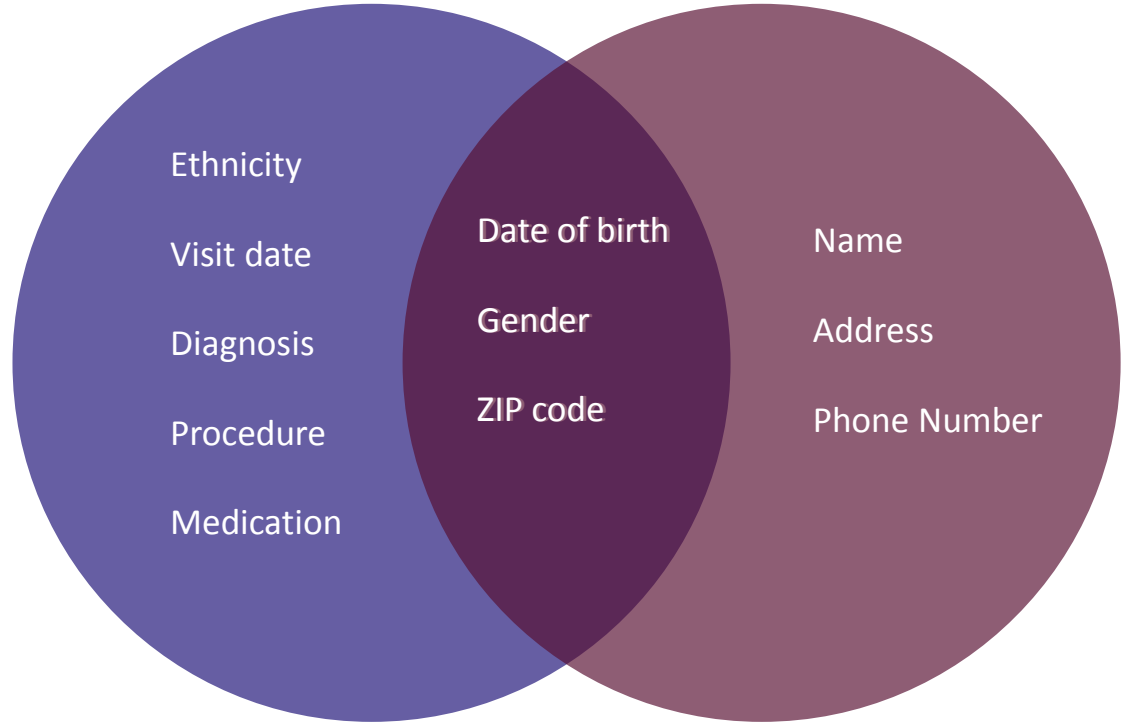 Ethnicity
Visit date
Diagnosis
Procedure
Medication
Date of birth
Gender
ZIP code
Name
Address
Phone Number